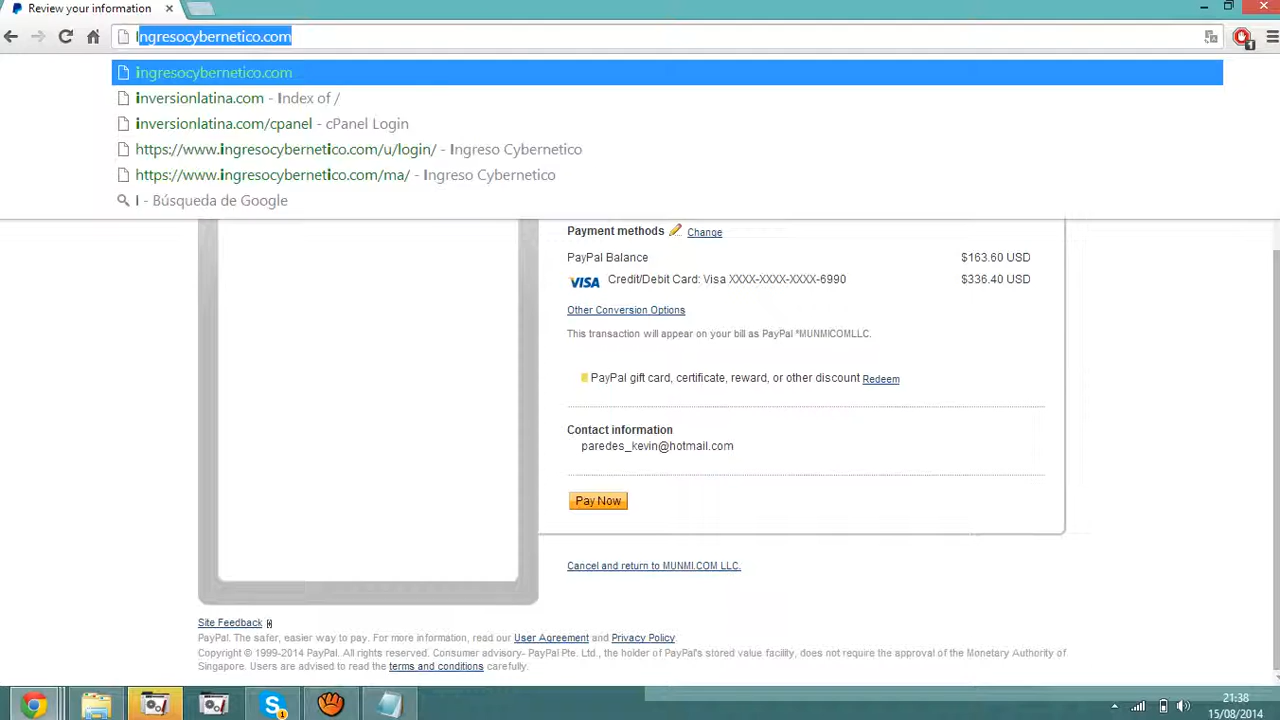 Review your information
ingresocybernetico.com
ingresocybernetico.com
inversionlatina.com - Index of /
inversionlatina.com/cpanel - cPanel Login
https://www.ingresocybernetico.com/u/login/ - Ingreso Cybernetico
https://www.ingresocybernetico.com/ma/ - Ingreso Cybernetico
I - Búsqueda de Google
Payment methods Change
PayPal Balance $163.60 USD
VISA Credit/Debit Card: Visa XXXX-XXXX-XXXX-6990 $336.40 USD
Other Conversion Options
This transaction will appear on your bill as PayPal *MUNMICOMLLC.
PayPal gift card, certificate, reward, or other discount Redeem
Contact information
paredes_kevin@hotmail.com
Pay Now
Cancel and return to MUNMI.COM LLC.
Site Feedback
PayPal. The safer, easier way to pay. For more information, read our User Agreement and Privacy Policy.
Copyright © 1999-2014 PayPal. All rights reserved. Consumer advisory- PayPal Pte. Ltd., the holder of PayPal's stored value facility, does not require the approval of the Monetary Authority of
Singapore. Users are advised to read the terms and conditions carefully.
21:38
15/08/2014